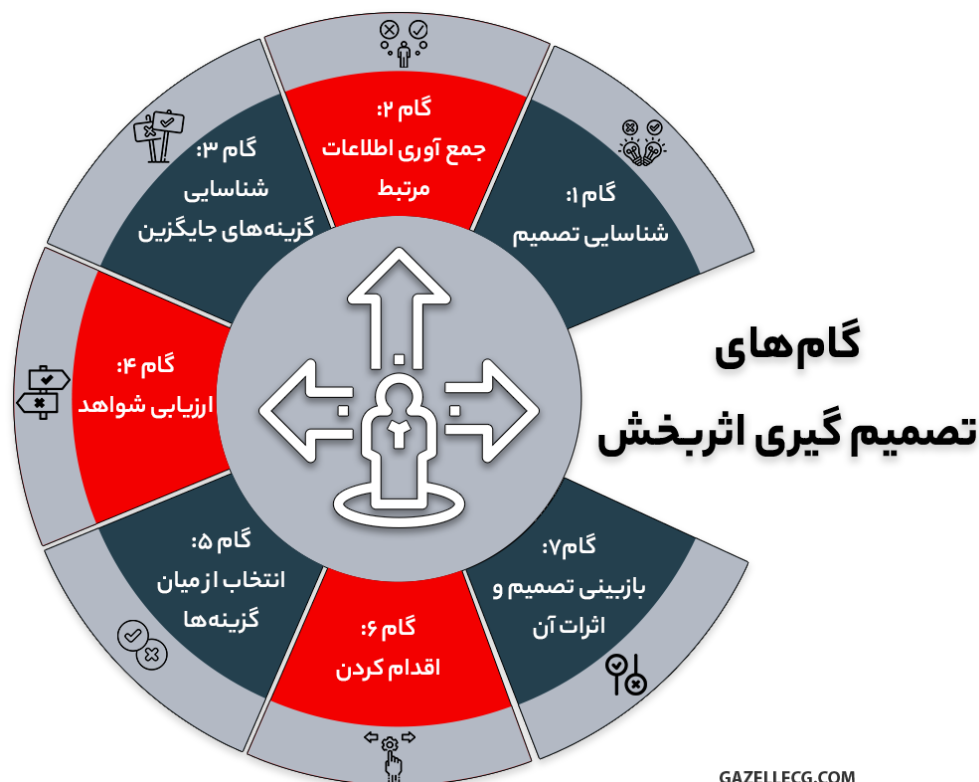 گام‌های
تصمیم گیری اثربخش
گام ۱:
شناسایی تصمیم
گام ۲:
جمع آوری اطلاعات
مرتبط
گام ۳:
شناسایی
گزینه‌های جایگزین
گام ۴:
ارزیابی شواهد
گام ۵:
انتخاب از میان
گزینه‌ها
گام ۶:
اقدام کردن
گام۷:
بازبینی تصمیم و
اثرات آن
GAZELLECG.COM